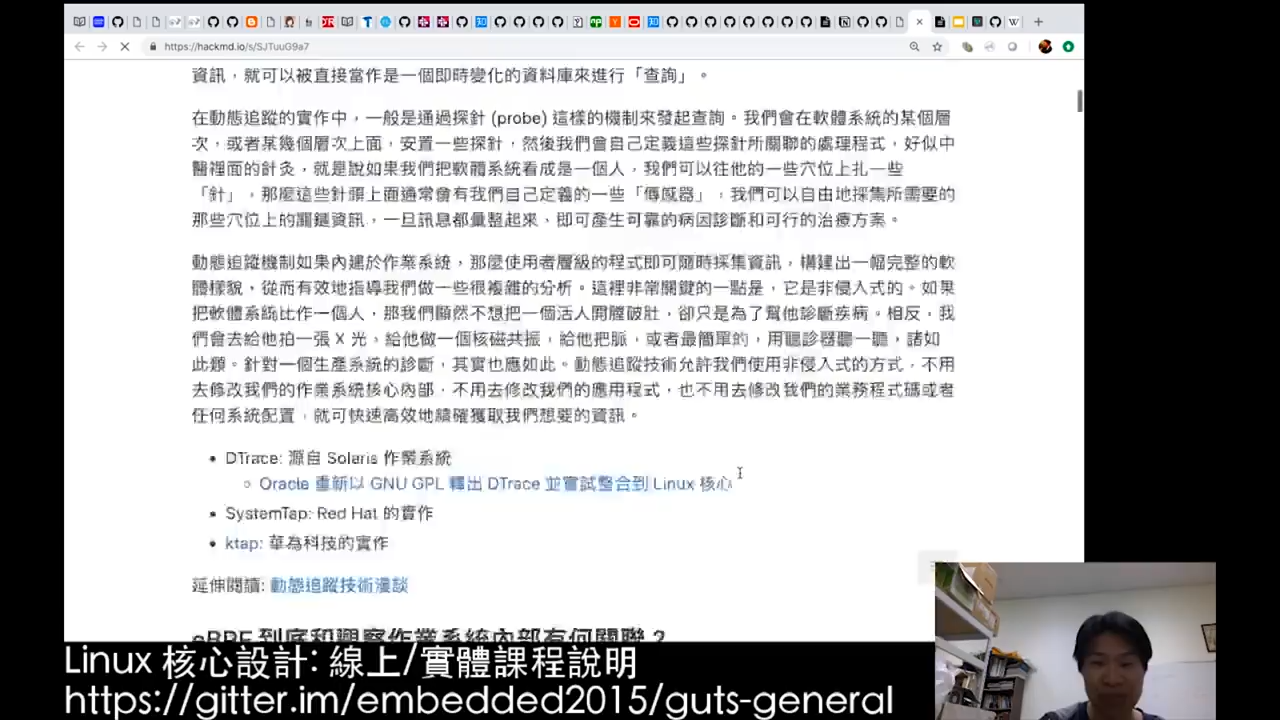 https://hackmd.io/s/SJTuuG9a7
資訊，就可以被直接當作是一個即時變化的資料庫來進行「查詢」。
在動態追蹤的實作中，一般是通過探針 (probe) 這樣的機制來發起查詢。我們會在軟體系統的某個層
次，或者某幾個層次上面，安置一些探針，然後我們會自己定義這些探針所關聯的處理程式，好似中
醫裡面的針灸，就是說如果我們把軟體系統看成是一個人，我們可以往他的一些穴位上扎一些
「針」，那麼這些針頭上面通常會有我們自己定義的一些「傳感器」，我們可以自由地採集所需要的
那些穴位上的關鍵資訊，一旦訊息都彙整起來，即可產生可靠的病因診斷和可行的治療方案。
動態追蹤機制如果內建於作業系統，那麼使用者層級的程式即可隨時採集資訊，構建出一幅完整的軟
體樣貌，從而有效地指導我們做一些很複雜的分析。這裡非常關鍵的一點是，它是非侵入式的。如果
把軟體系統比作一個人，那我們顯然不想把一個活人開膛破肚，卻只是為了幫他診斷疾病。相反，我
們會去給他拍一張 X 光，給他做一個核磁共振，給他把脈，或者最簡單的，用聽診器聽一聽，諸如
此類。針對一個生產系統的診斷，其實也應如此。動態追蹤技術允許我們使用非侵入式的方式，不用
去修改我們的作業系統核心內部，不用去修改我們的應用程式，也不用去修改我們的業務程式碼或者
任何系統配置，就可快速高效地精確獲取我們想要的資訊。
DTrace: 源自 Solaris 作業系統
Oracle 重新以 GNU GPL 釋出 DTrace 並嘗試整合到 Linux 核心
SystemTap: Red Hat 的實作
ktap: 華為科技的實作
延伸閱讀: 動態追蹤技術漫談
eBPF 到底和觀察作業系統內部有何關聯？
Linux 核心設計: 線上/實體課程說明
https://gitter.im/embedded2015/guts-general